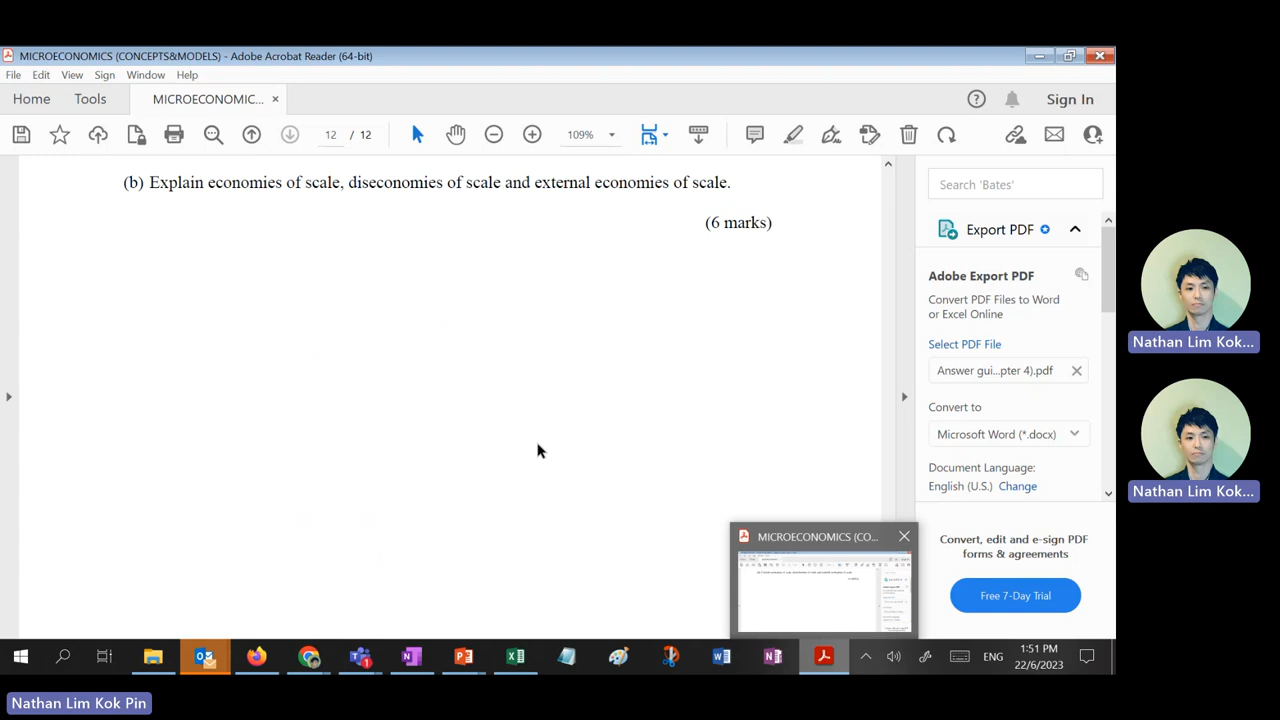 MICROECONOMICS (CONCEPTS&MODELS) - Adobe Acrobat Reader (64-bit)
File Edit View Sign Window Help
Home Tools MICROECONOMIC... × Sign In
12 / 12 109%
(b) Explain economies of scale, diseconomies of scale and external economies of scale.
(6 marks)
Search 'Bates'
Export PDF
Adobe Export PDF
Convert PDF Files to Word
or Excel Online
Select PDF File
Answer gui...pter 4).pdf
Convert to
Microsoft Word (*.docx)
Document Language:
English (U.S.) Change
Convert, edit and e-sign PDF
forms & agreements
Free 7-Day Trial
MICROECONOMICS (CO...
Nathan Lim Kok...
Nathan Lim Kok...
ENG
1:51 PM
22/6/2023
Nathan Lim Kok Pin